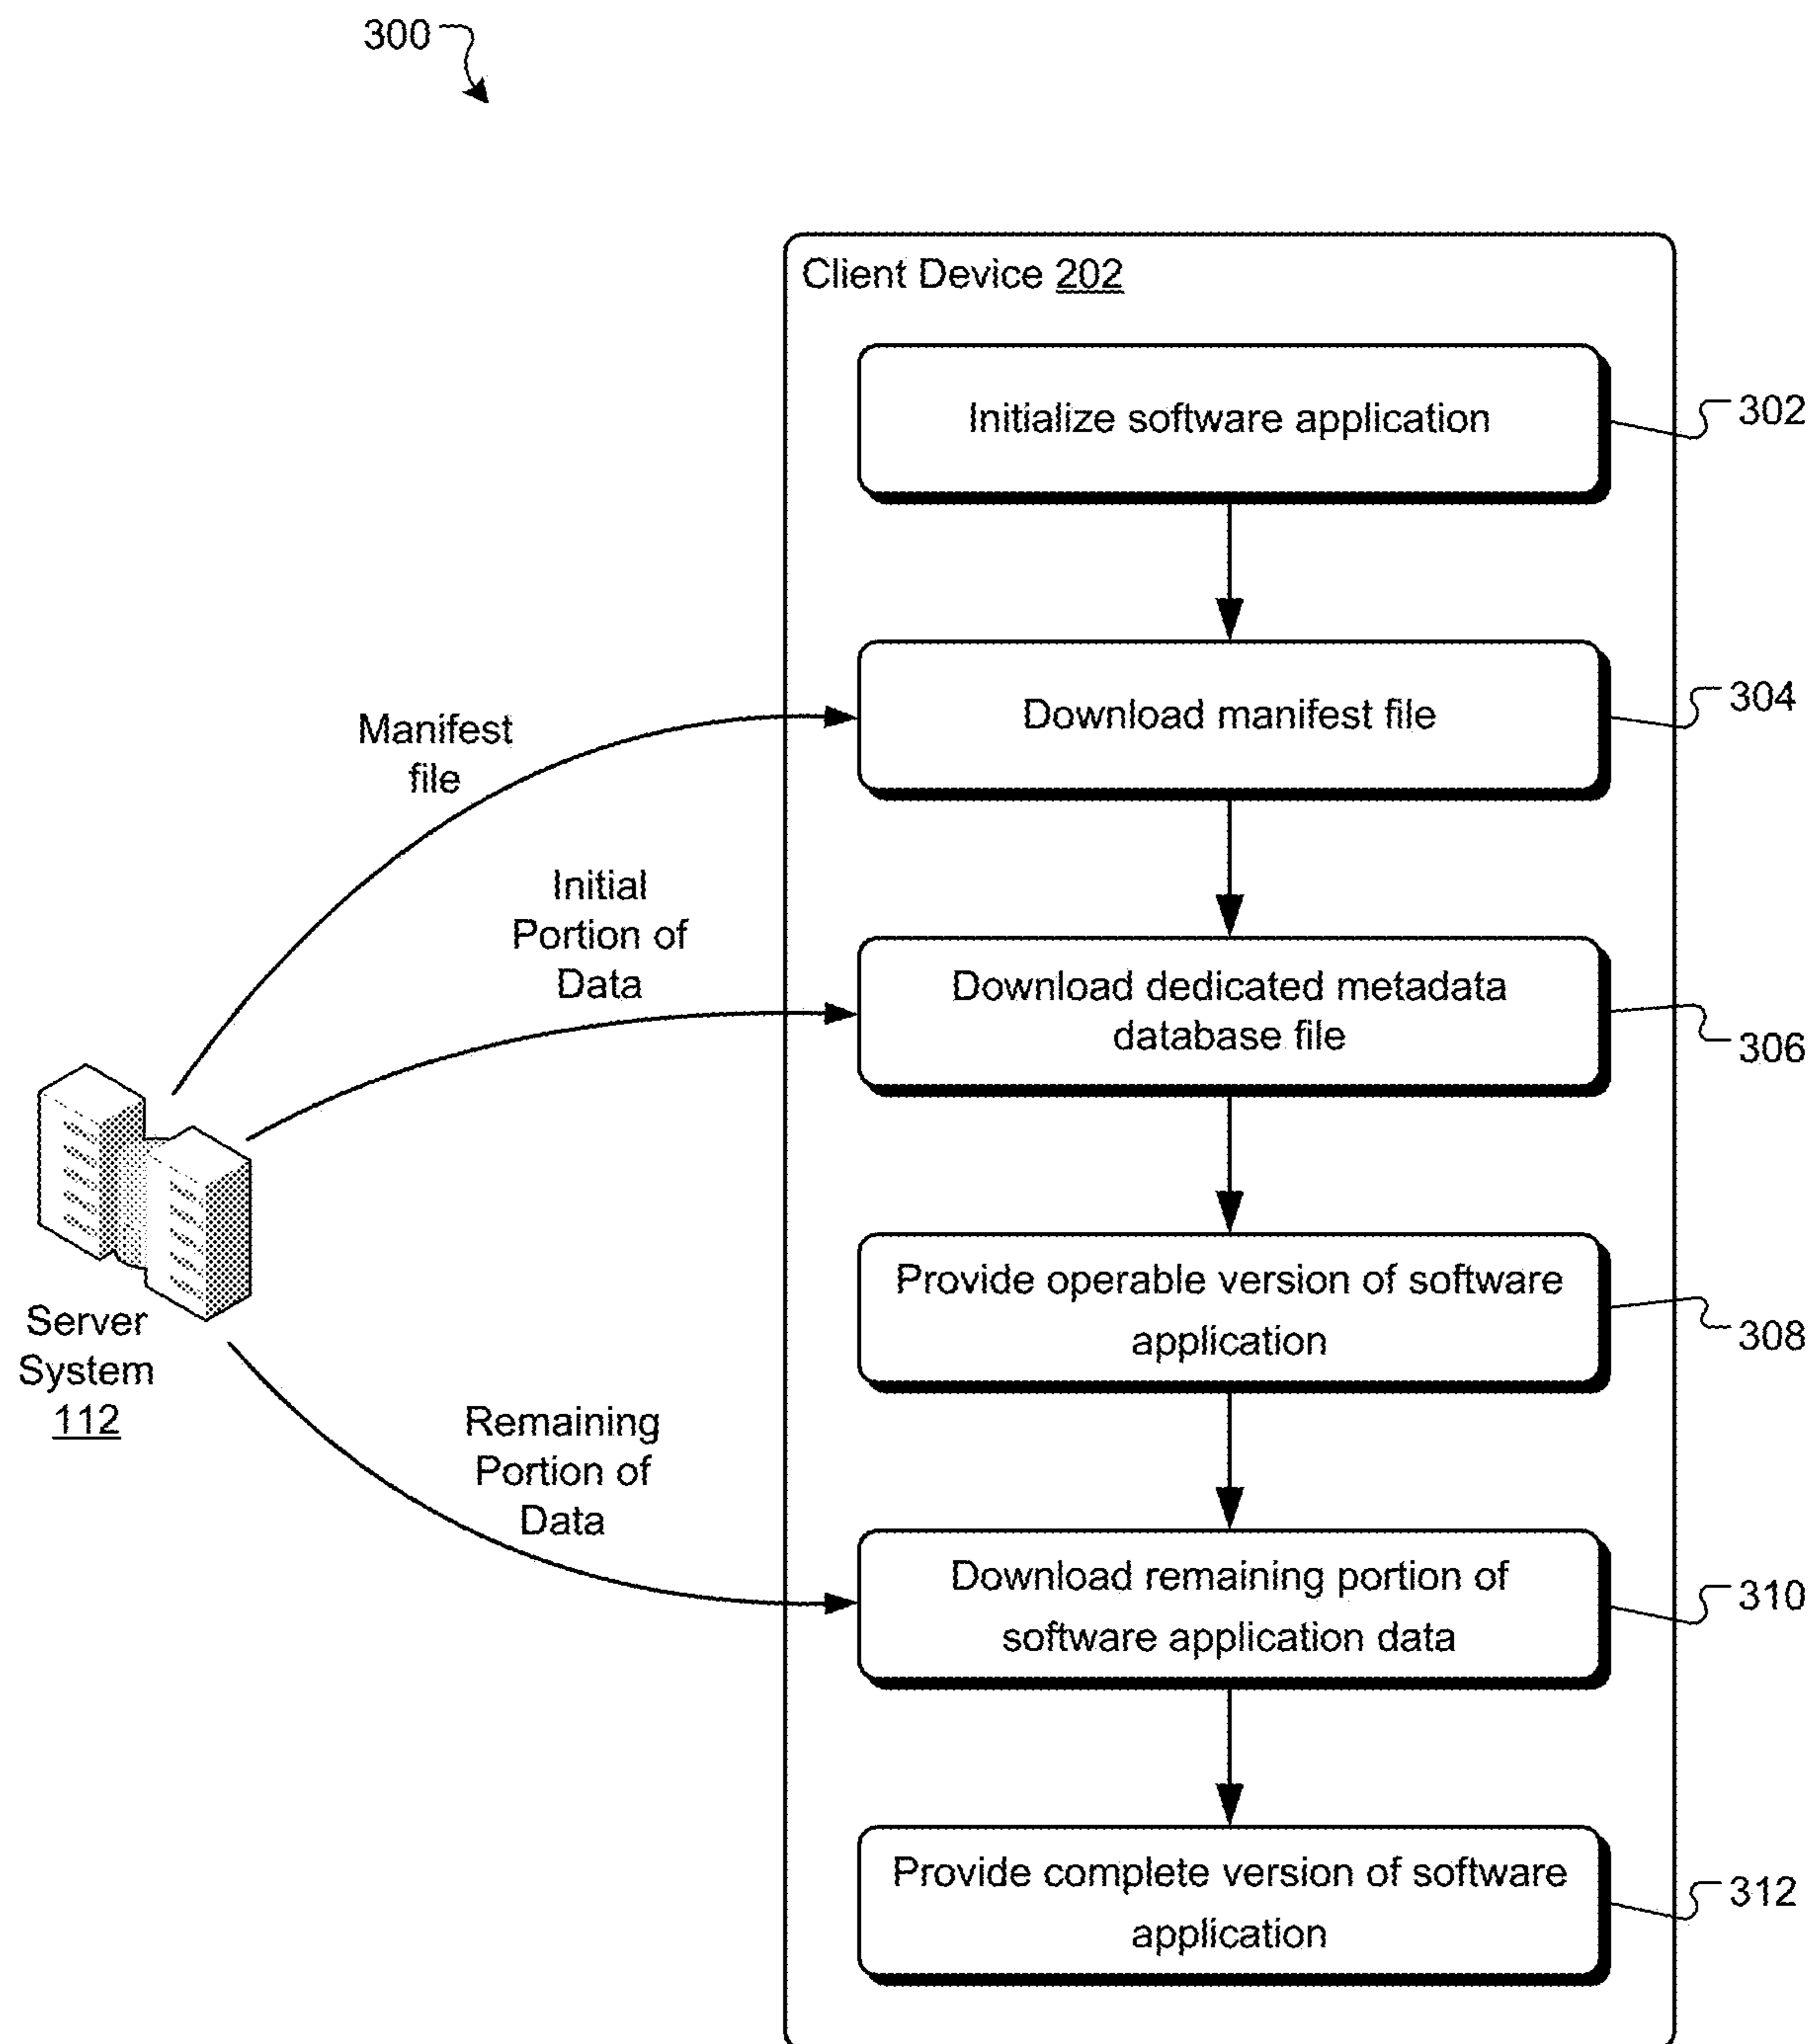 300
Client Device 202
Initialize software application
302
Download manifest file
304
Manifest
file
Initial
Portion of
Data
Download dedicated metadata
database file
306
Provide operable version of software
application
308
Server
System
112
Remaining
Portion of
Data
Download remaining portion of
software application data
310
Provide complete version of software
application
312